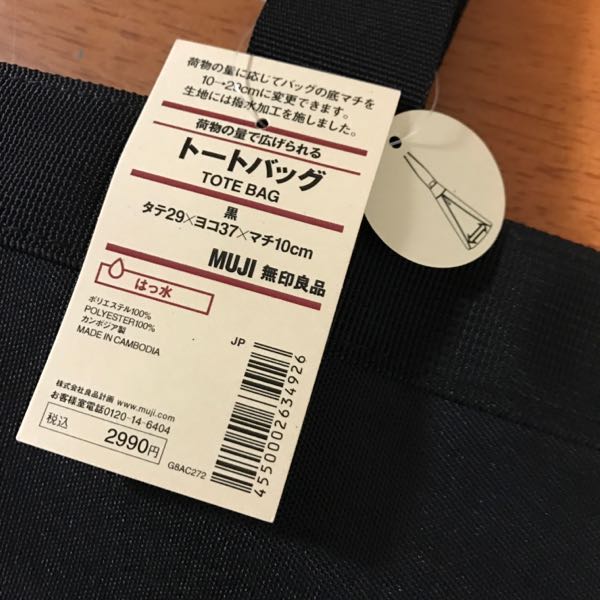 荷物の量に応じてバッグの底マチを
10→20cmに変更できます。
生地には撥水加工を施しました。
荷物の量で広げられる
トートバッグ
TOTE BAG
黒
タテ29×ヨコ37×マチ10cm
MUJI 無印良品
はっ水
ポリエステル100%
POLYESTER100%
カンボジア製
MADE IN CAMBODIA
株式会社良品計画 www.muji.com
お客様室電話0120-14-6404
税込 2990円
JP
4550002634926
G8AC272